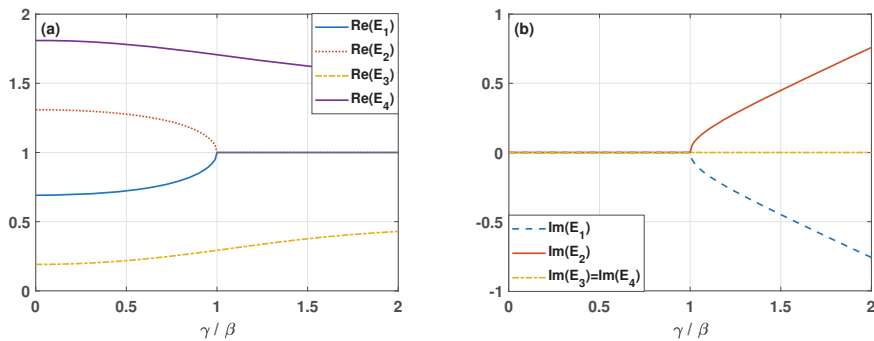 (a)
Re(E1)
Re(E2)
Re(E3)
Re(E4)
2
1.5
1
0.5
0
0 0.5 1 1.5 2
γ / β
(b)
1
0.5
0
-0.5
-1
Im(E1)
Im(E2)
Im(E3)=Im(E4)
0 0.5 1 1.5 2
γ / β